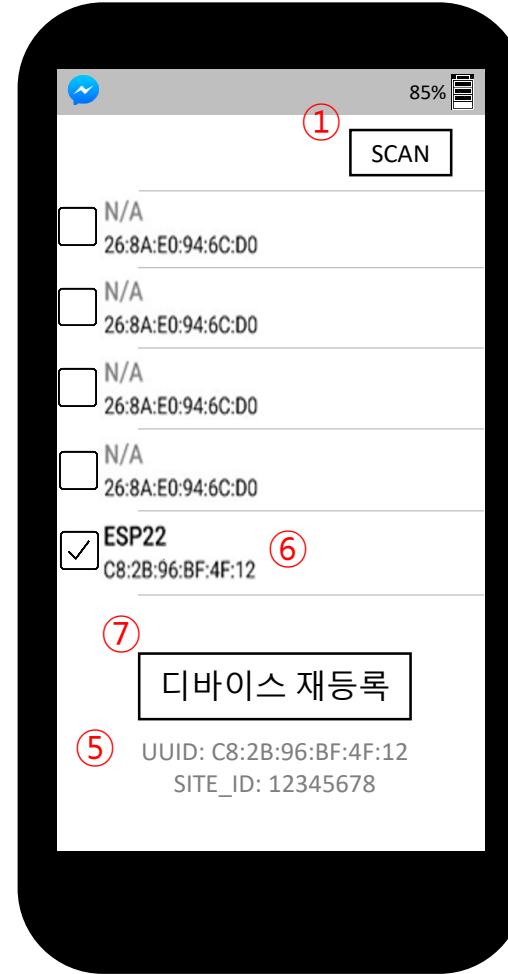 85%
①
SCAN
N/A
26:8A:E0:94:6C:D0
N/A
26:8A:E0:94:6C:D0
N/A
26:8A:E0:94:6C:D0
N/A
26:8A:E0:94:6C:D0
ESP22
⑥
C8:2B:96:BF:4F:12
⑦
디바이스 재등록
⑤
UUID: C8:2B:96:BF:4F:12
SITE_ID: 12345678